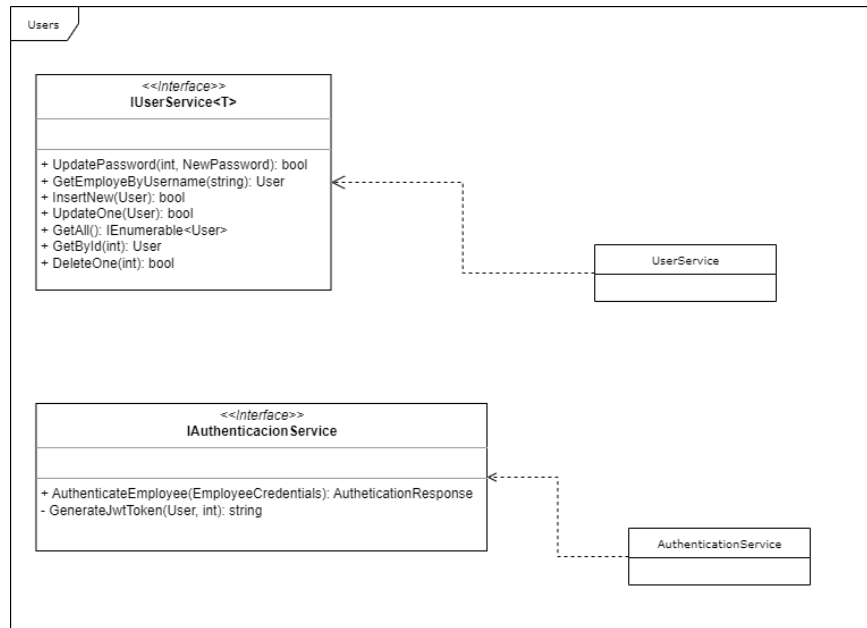 Users
<<Interface>>
IUserService<T>
+ UpdatePassword(int, NewPassword): bool
+ GetEmployeByUsername(string): User
+ InsertNew(User): bool
+ UpdateOne(User): bool
+ GetAll(): IEnumerable<User>
+ GetById(int): User
+ DeleteOne(int): bool
UserService
<<Interface>>
IAuthenticacionService
+ AuthenticateEmployee(EmployeeCredentials): AutheticationResponse
- GenerateJwtToken(User, int): string
AuthenticationService